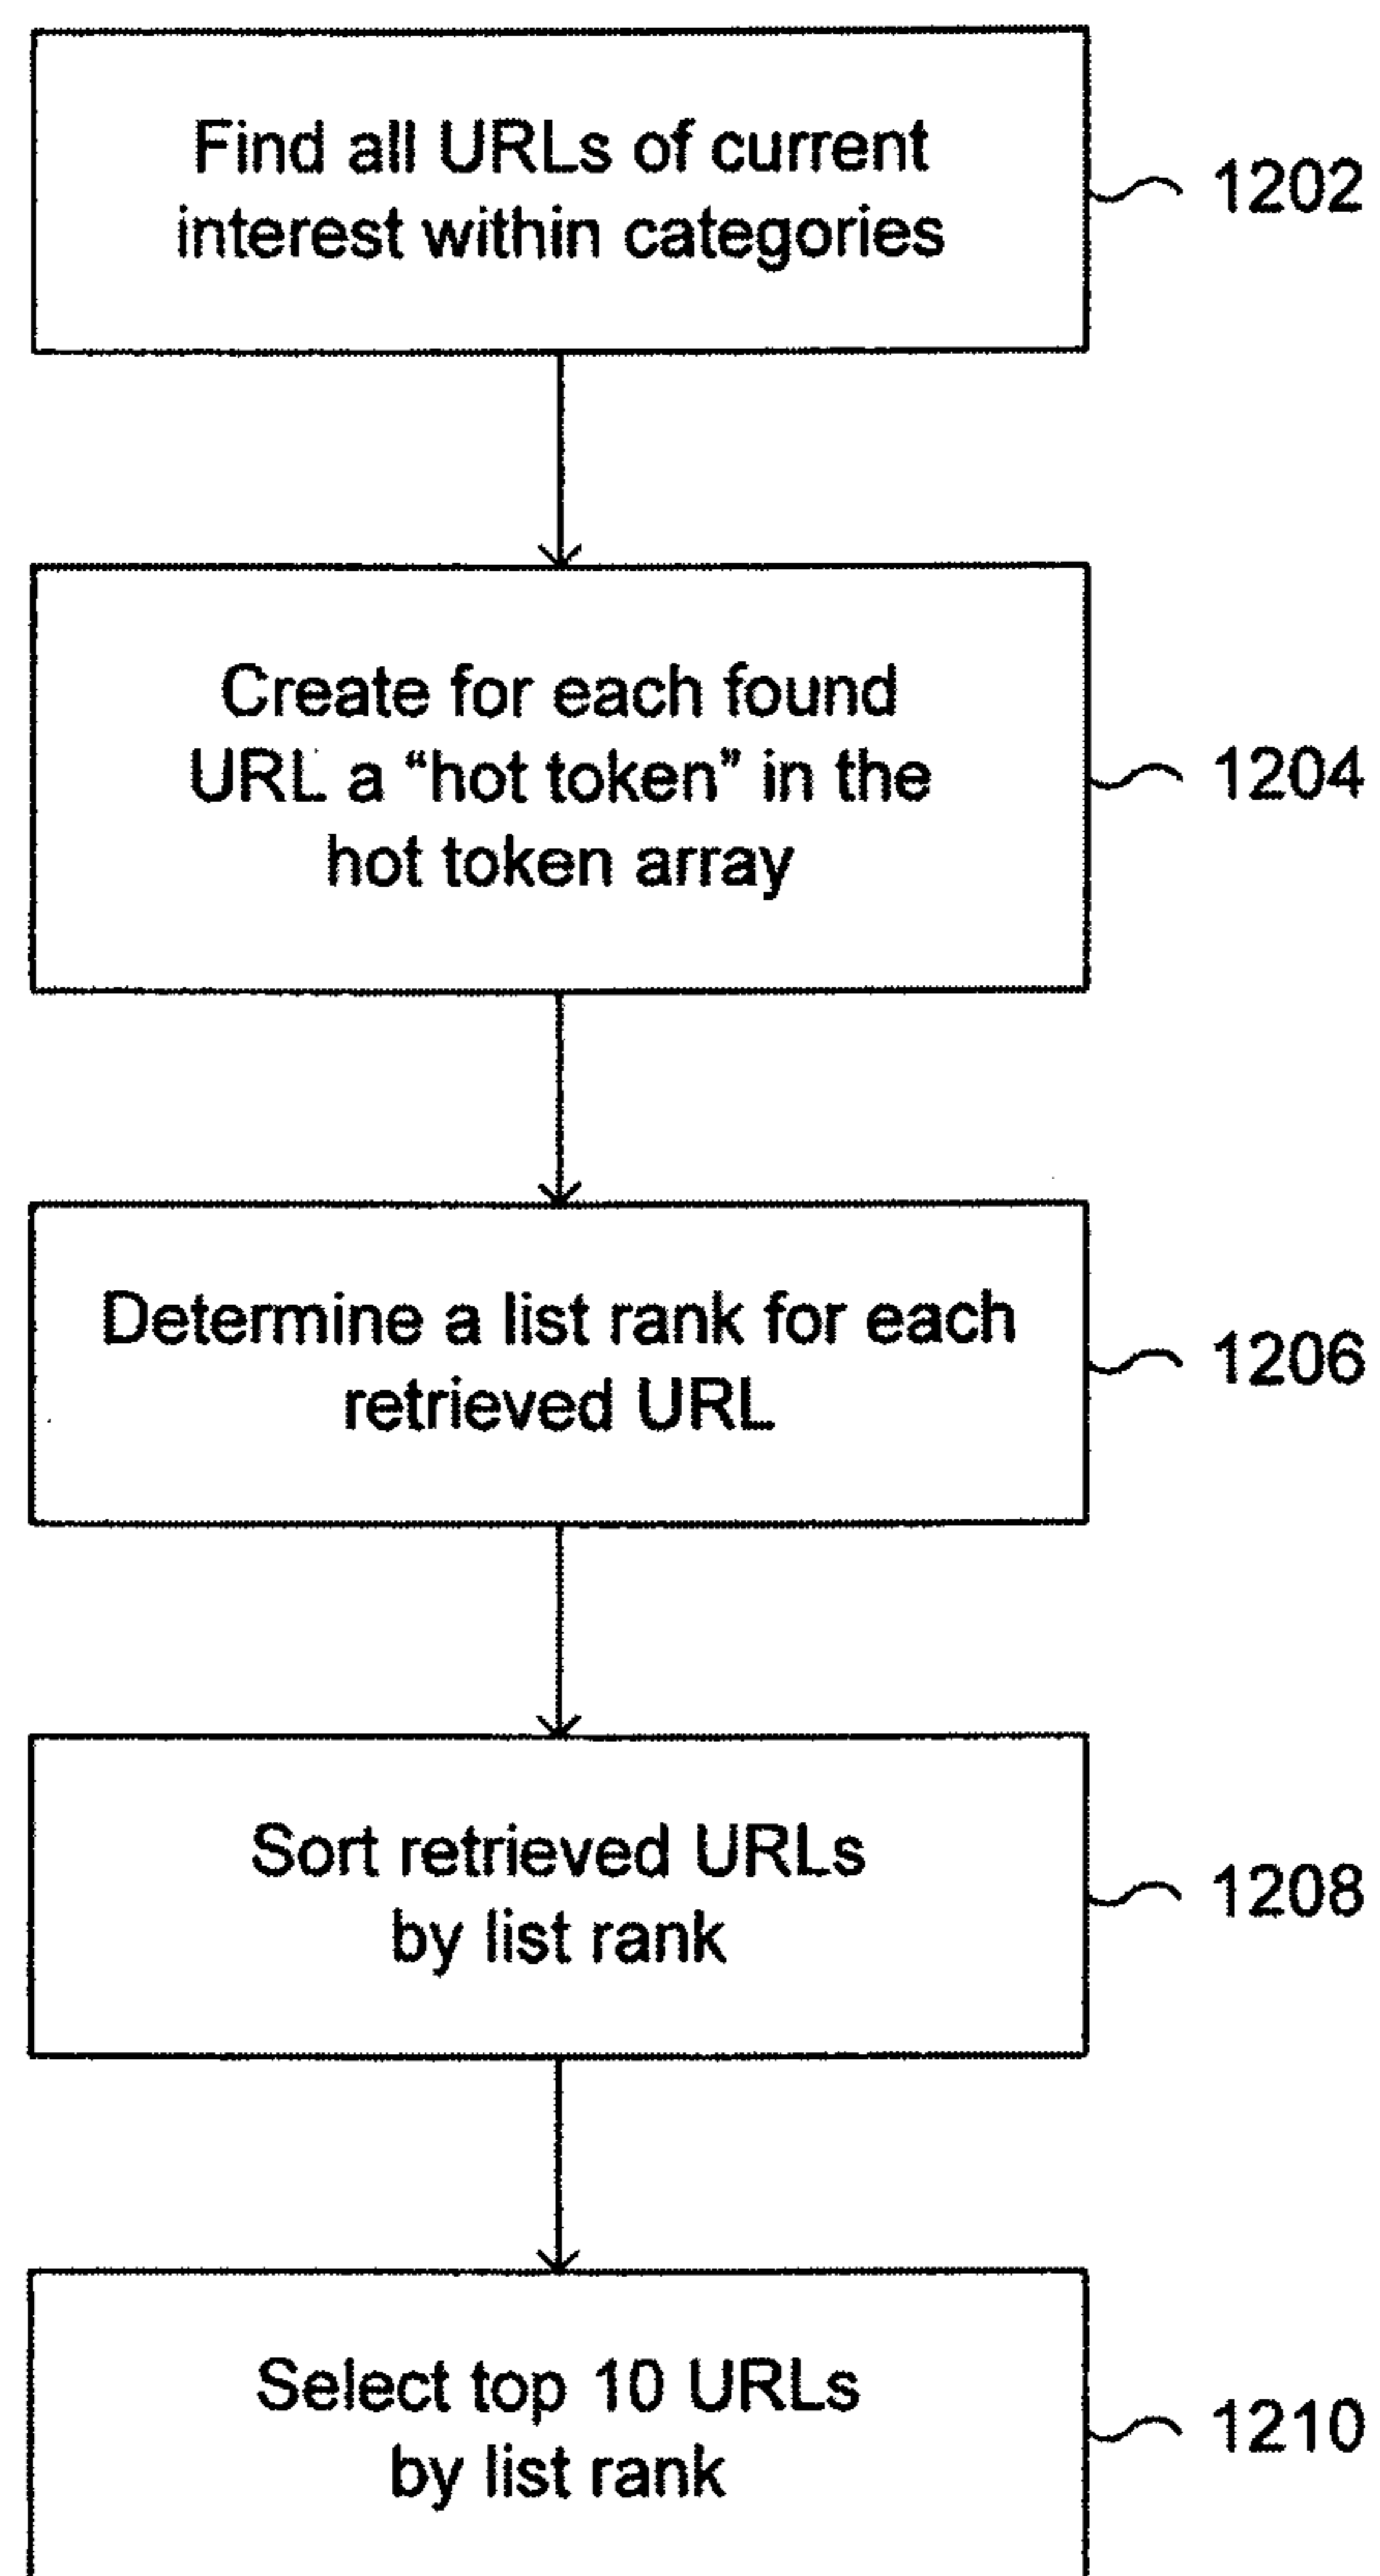 Find all URLs of current
interest within categories
1202
Create for each found
URL a “hot token” in the
hot token array
1204
Determine a list rank for each
retrieved URL
1206
Sort retrieved URLs
by list rank
1208
Select top 10 URLs
by list rank
1210